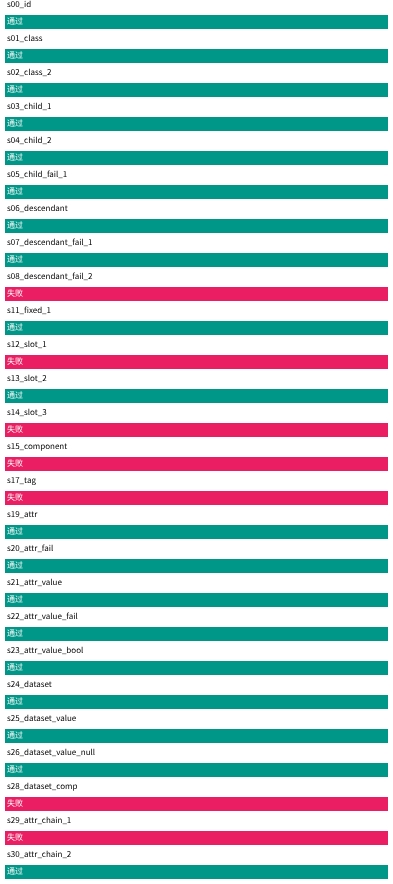 s00_id
通过
s01_class
通过
s02_class_2
通过
s03_child_1
通过
s04_child_2
通过
s05_child_fail_1
通过
s06_descendant
通过
s07_descendant_fail_1
通过
s08_descendant_fail_2
失败
s11_fixed_1
通过
s12_slot_1
失败
s13_slot_2
通过
s14_slot_3
失败
s15_component
失败
s17_tag
失败
s19_attr
通过
s20_attr_fail
通过
s21_attr_value
通过
s22_attr_value_fail
通过
s23_attr_value_bool
通过
s24_dataset
通过
s25_dataset_value
通过
s26_dataset_value_null
通过
s28_dataset_comp
失败
s29_attr_chain_1
失败
s30_attr_chain_2
通过